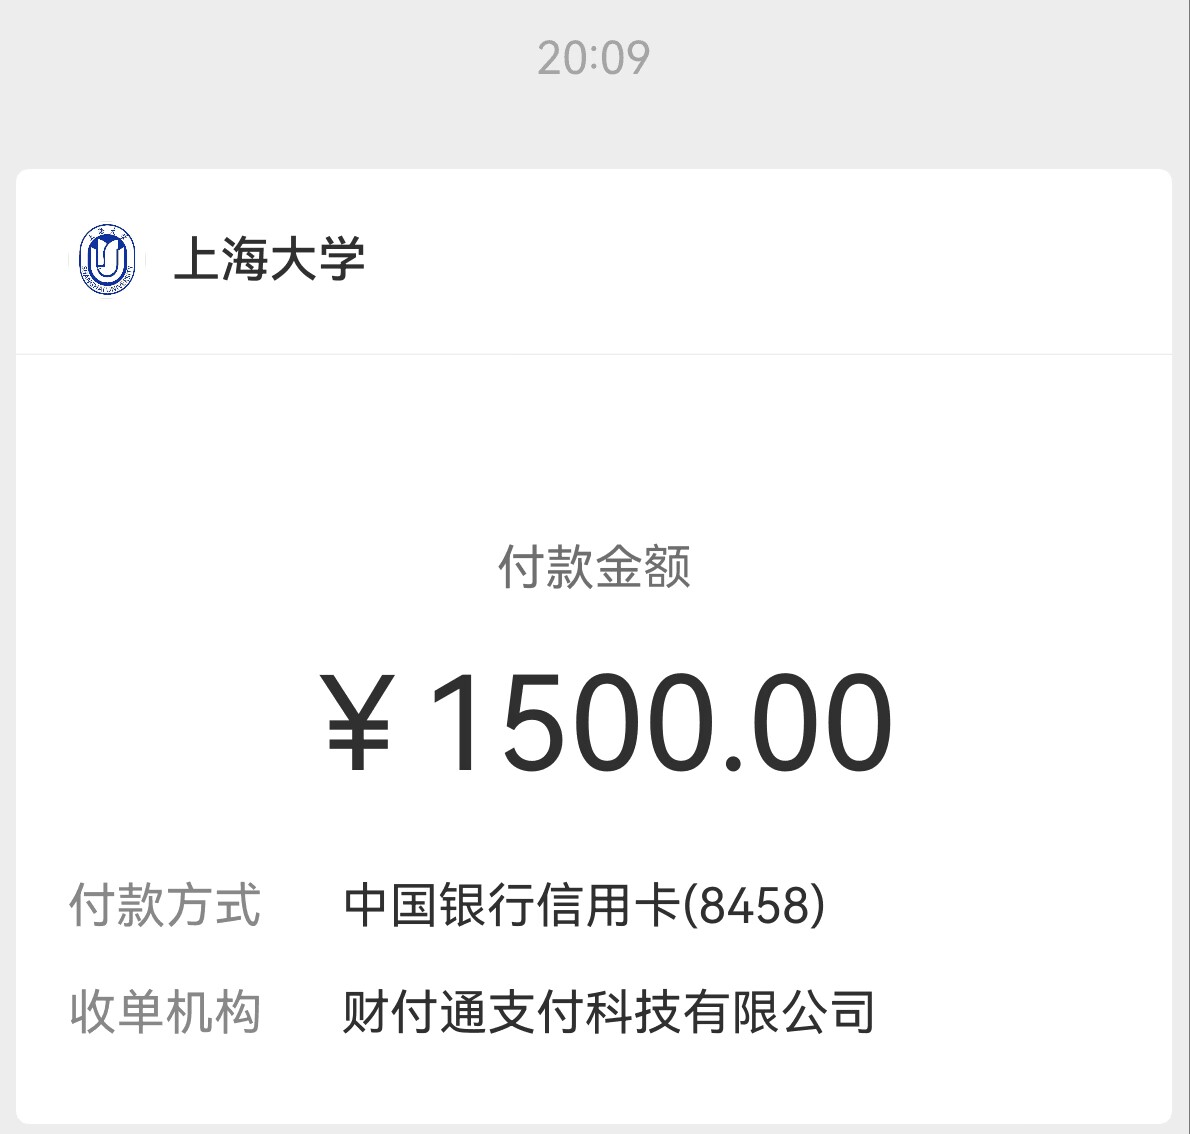 20:09
上海大学
付款金额
¥1500.00
付款方式 中国银行信用卡(8458)
收单机构 财付通支付科技有限公司